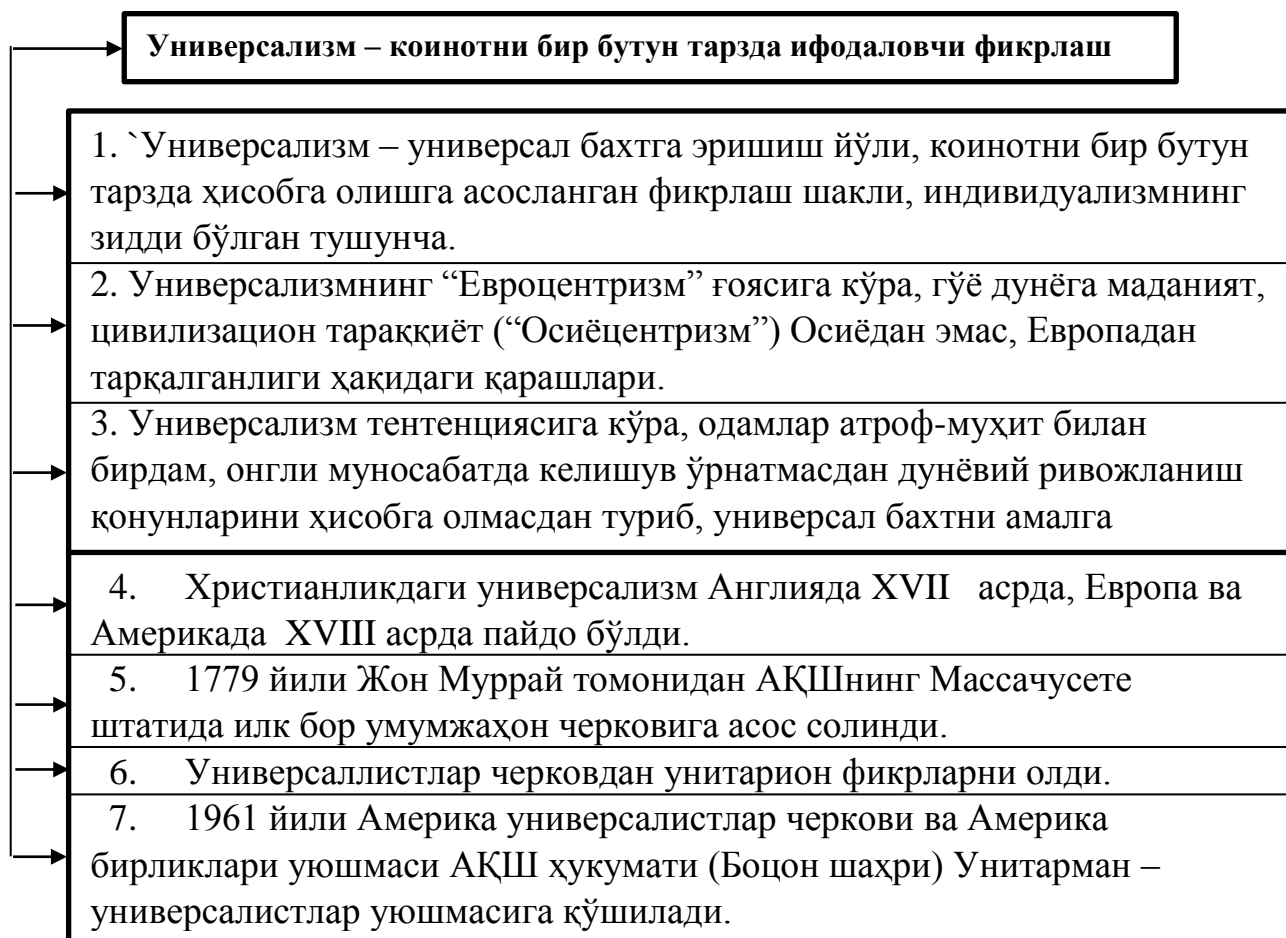 Универсализм – коинотни бир бутун тарзда ифодаловчи фикрлаш
1. `Универсализм – универсал бахтга эришиш йўли, коинотни бир бутун
тарзда ҳисобга олишга асосланган фикрлаш шакли, индивидуализмнинг
зидди бўлган тушунча.
2. Универсализмнинг “Евроцентризм” ғоясига кўра, гўё дунёга маданият,
цивилизацион тараққиёт (“Осиёцентризм”) Осиёдан эмас, Европадан
тарқалганлиги ҳақидаги қарашлари.
3. Универсализм тентенциясига кўра, одамлар атроф-муҳит билан
бирдам, онгли муносабатда келишув ўрнатмасдан дунёвий ривожланиш
қонунларини ҳисобга олмасдан туриб, универсал бахтни амалга
4. Христианликдаги универсализм Англияда XVII асрда, Европа ва
Америкада XVIII асрда пайдо бўлди.
5. 1779 йили Жон Муррай томонидан АҚШнинг Массачусете
штатида илк бор умумжаҳон черковига асос солинди.
6. Универсаллистлар черковдан унитарион фикрларни олди.
7. 1961 йили Америка универсалистлар черкови ва Америка
бирликлари уюшмаси АҚШ ҳукумати (Боцон шаҳри) Унитарман –
универсалистлар уюшмасига қўшилади.